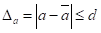 Δₐ = |a − a̅| ≤ d